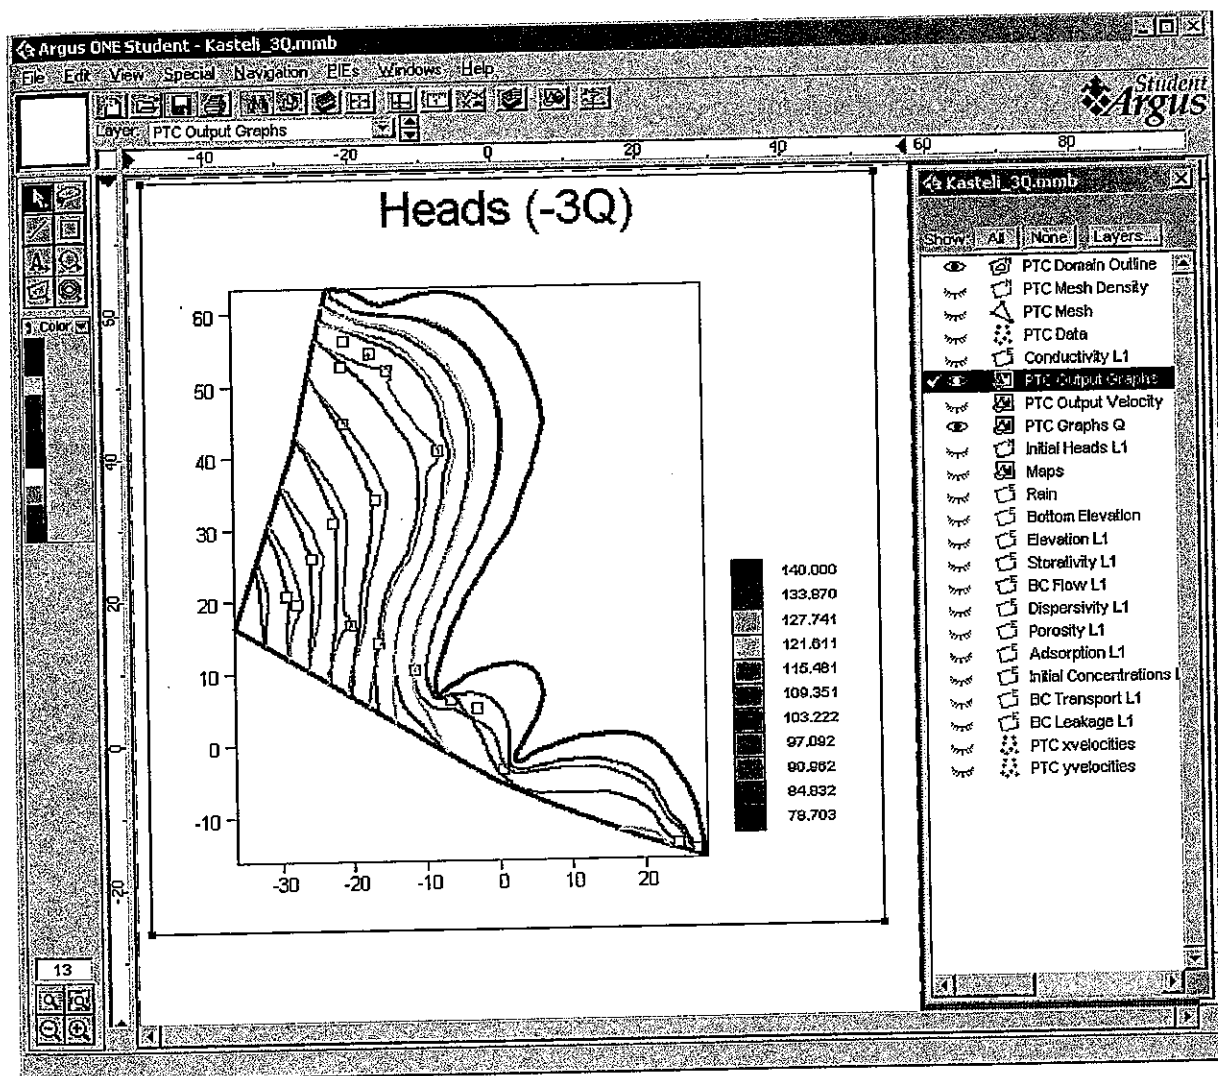 Argus ONE Student - Kasteli_3Q.mmb
File Edit View Special Navigation PIEs Windows Help
Student
Argus
Layer: PTC Output Graphs
-40 -20 0 20 40 60 80
Kasteli_3Q.mmb
Heads (-3Q)
Show: All None Layers...
PTC Domain Outline
PTC Mesh Density
PTC Mesh
PTC Data
Conductivity L1
PTC Output Graphs
PTC Output Velocity
PTC Graphs Q
Initial Heads L1
Maps
Rain
Bottom Elevation
Elevation L1
Storativity L1
BC Flow L1
Dispersivity L1
Porosity L1
Adsorption L1
Initial Concentrations L
BC Transport L1
BC Leakage L1
PTC xvelocities
PTC yvelocities
Color
60
40
20
0
-20
60
50
40
30
20
10
0
-10
-30 -20 -10 0 10 20
140.000
133.870
127.741
121.611
115.481
109.351
103.222
97.092
90.962
84.832
78.703
13